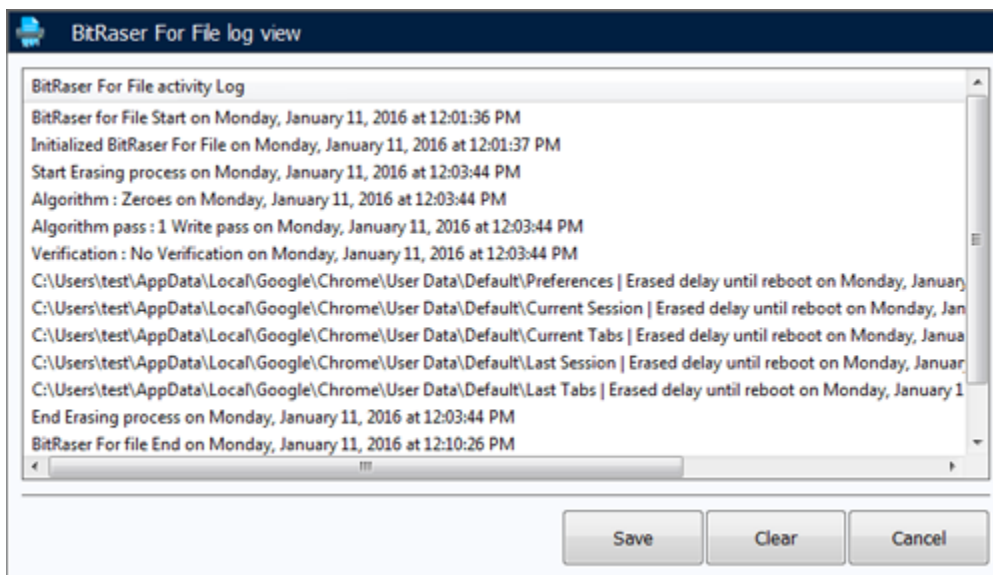 BitRaser For File log view
BitRaser For File activity Log
BitRaser for File Start on Monday, January 11, 2016 at 12:01:36 PM
Initialized BitRaser For File on Monday, January 11, 2016 at 12:01:37 PM
Start Erasing process on Monday, January 11, 2016 at 12:03:44 PM
Algorithm : Zeroes on Monday, January 11, 2016 at 12:03:44 PM
Algorithm pass : 1 Write pass on Monday, January 11, 2016 at 12:03:44 PM
Verification : No Verification on Monday, January 11, 2016 at 12:03:44 PM
C:\Users\test\AppData\Local\Google\Chrome\User Data\Default\Preferences | Erased delay until reboot on Monday, January
C:\Users\test\AppData\Local\Google\Chrome\User Data\Default\Current Session | Erased delay until reboot on Monday, Jan
C:\Users\test\AppData\Local\Google\Chrome\User Data\Default\Current Tabs | Erased delay until reboot on Monday, Janua
C:\Users\test\AppData\Local\Google\Chrome\User Data\Default\Last Session | Erased delay until reboot on Monday, Januar
C:\Users\test\AppData\Local\Google\Chrome\User Data\Default\Last Tabs | Erased delay until reboot on Monday, January 1
End Erasing process on Monday, January 11, 2016 at 12:03:44 PM
BitRaser For file End on Monday, January 11, 2016 at 12:10:26 PM
Save Clear Cancel